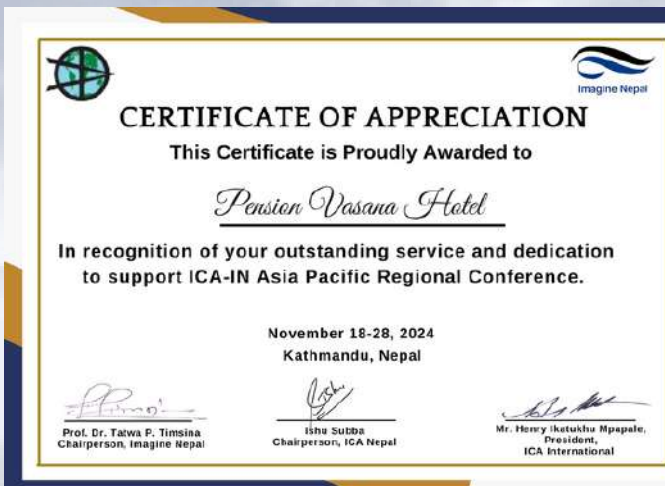 Imagine Nepal
CERTIFICATE OF APPRECIATION
This Certificate is Proudly Awarded to
Pension Vasana Hotel
In recognition of your outstanding service and dedication
to support ICA-IN Asia Pacific Regional Conference.
November 18-28, 2024
Kathmandu, Nepal
Prof. Dr. Tatwa P. Timsina
Chairperson, Imagine Nepal
Ishu Subba
Chairperson, ICA Nepal
Mr. Henry Ikatukhu Mpapale,
President,
ICA International